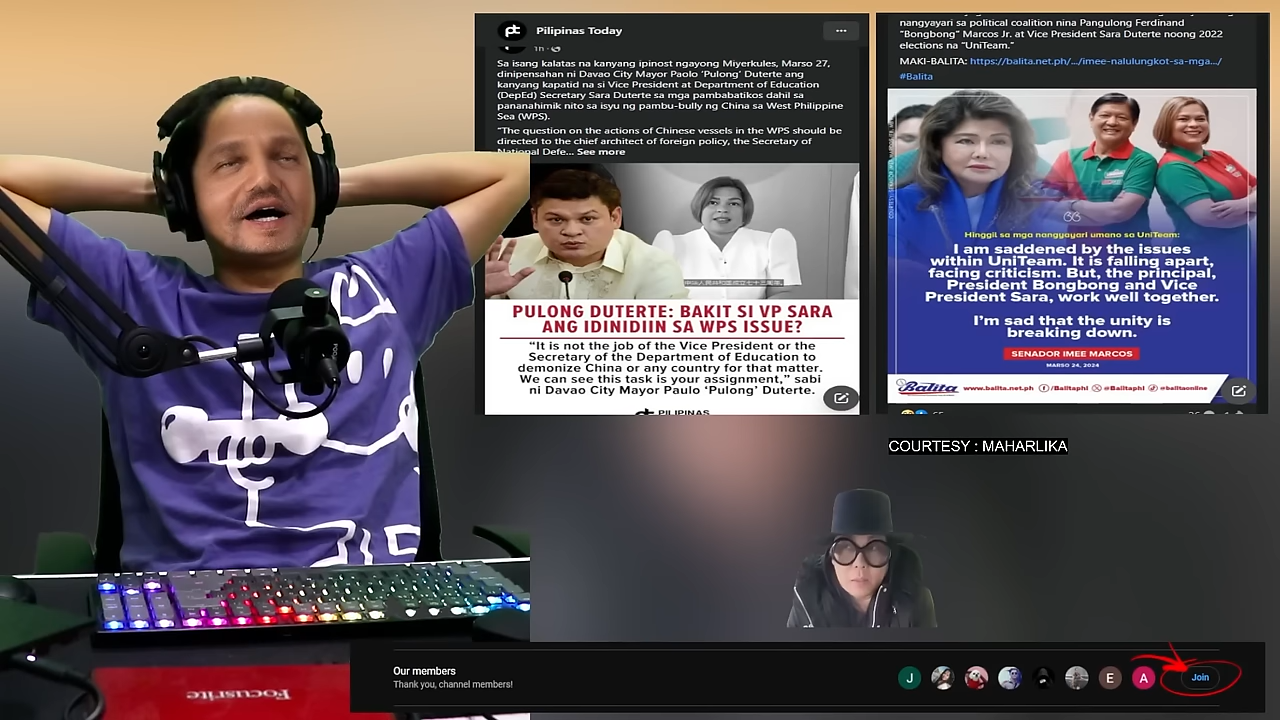 pt Pilipinas Today
1h
Sa isang kalatas na kanyang ipinost ngayong Miyerkules, Marso 27,
dinipensahan ni Davao City Mayor Paolo ‘Pulong’ Duterte ang
kanyang kapatid na si Vice President at Department of Education
(DepEd) Secretary Sara Duterte sa mga pambabatikos dahil sa
pananahimik nito sa isyu ng pambu-bully ng China sa West Philippine
Sea (WPS).
“The question on the actions of Chinese vessels in the WPS should be
directed to the chief architect of foreign policy, the Secretary of
National Defe... See more
PULONG DUTERTE: BAKIT SI VP SARA
ANG IDINIDIIN SA WPS ISSUE?
“It is not the job of the Vice President or the
Secretary of the Department of Education to
demonize China or any country for that matter.
We can see this task is your assignment,” sabi
ni Davao City Mayor Paulo ‘Pulong’ Duterte.
PILIPINAS
nangyayari sa political coalition nina Pangulong Ferdinand
“Bongbong” Marcos Jr. at Vice President Sara Duterte noong 2022
elections na “UniTeam.”
MAKI-BALITA: https://balita.net.ph/.../imee-nalulungkot-sa-mga.../
#Balita
Hinggil sa mga nangyayari umano sa UniTeam:
I am saddened by the issues
within UniTeam. It is falling apart,
facing criticism. But, the principal,
President Bongbong and Vice
President Sara, work well together.
I’m sad that the unity is
breaking down.
SENADOR IMEE MARCOS
MARSO 24, 2024
Balita www.balita.net.ph /Balitaphl @Balitaphl @balitaonline
COURTESY : MAHARLIKA
Our members
Thank you, channel members!
J E A Join
Focusrite